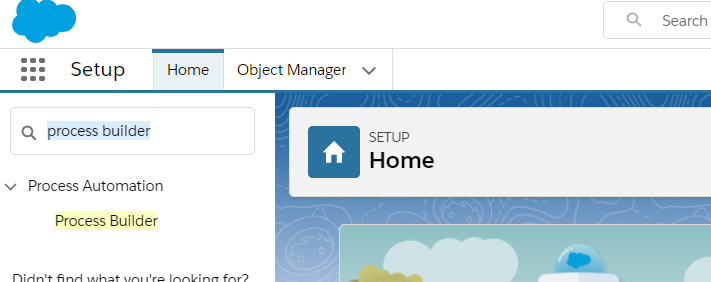 Search
Setup
Home
Object Manager
process builder
SETUP
Home
Process Automation
Process Builder
Didn't find what you're looking for?